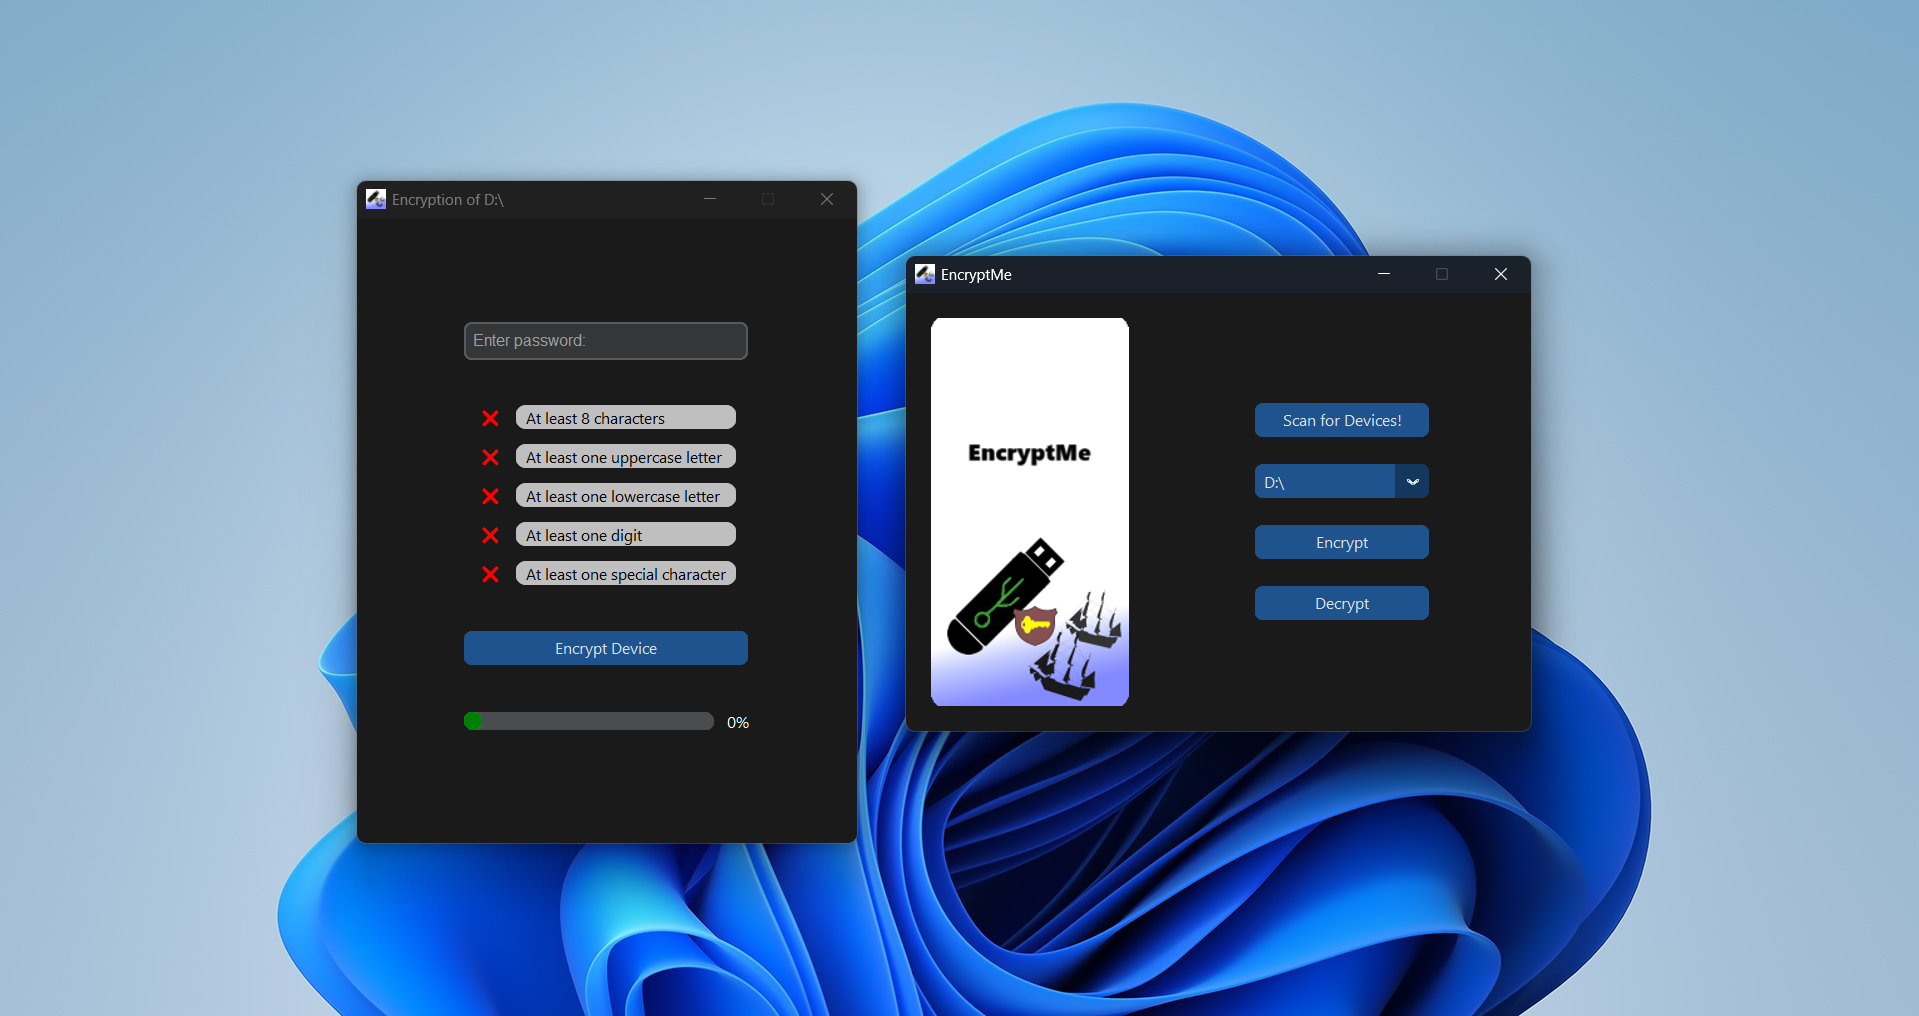 Encryption of D:\
Enter password:
At least 8 characters
At least one uppercase letter
At least one lowercase letter
At least one digit
At least one special character
Encrypt Device
0%
EncryptMe
EncryptMe
Scan for Devices!
D:\
Encrypt
Decrypt